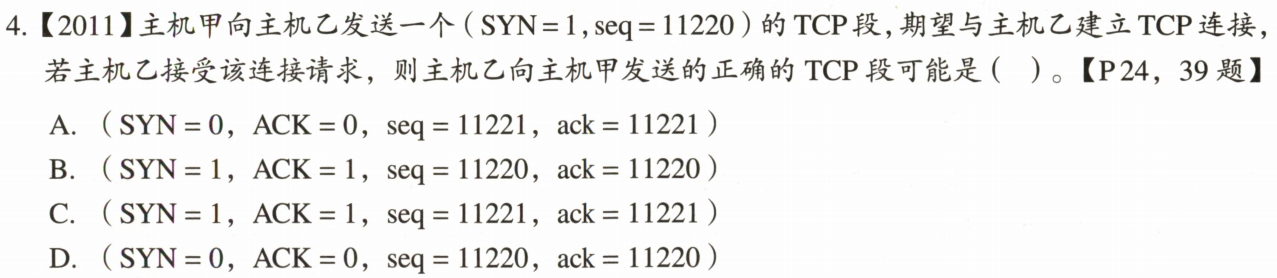 4.【2011】主机甲向主机乙发送一个（SYN = 1, seq = 11220）的 TCP 段，期望与主机乙建立 TCP 连接，
若主机乙接受该连接请求，则主机乙向主机甲发送的正确的 TCP 段可能是（　）。【P24，39 题】
A.（SYN = 0，ACK = 0，seq = 11221，ack = 11221）
B.（SYN = 1，ACK = 1，seq = 11220，ack = 11220）
C.（SYN = 1，ACK = 1，seq = 11221，ack = 11221）
D.（SYN = 0，ACK = 0，seq = 11220，ack = 11220）